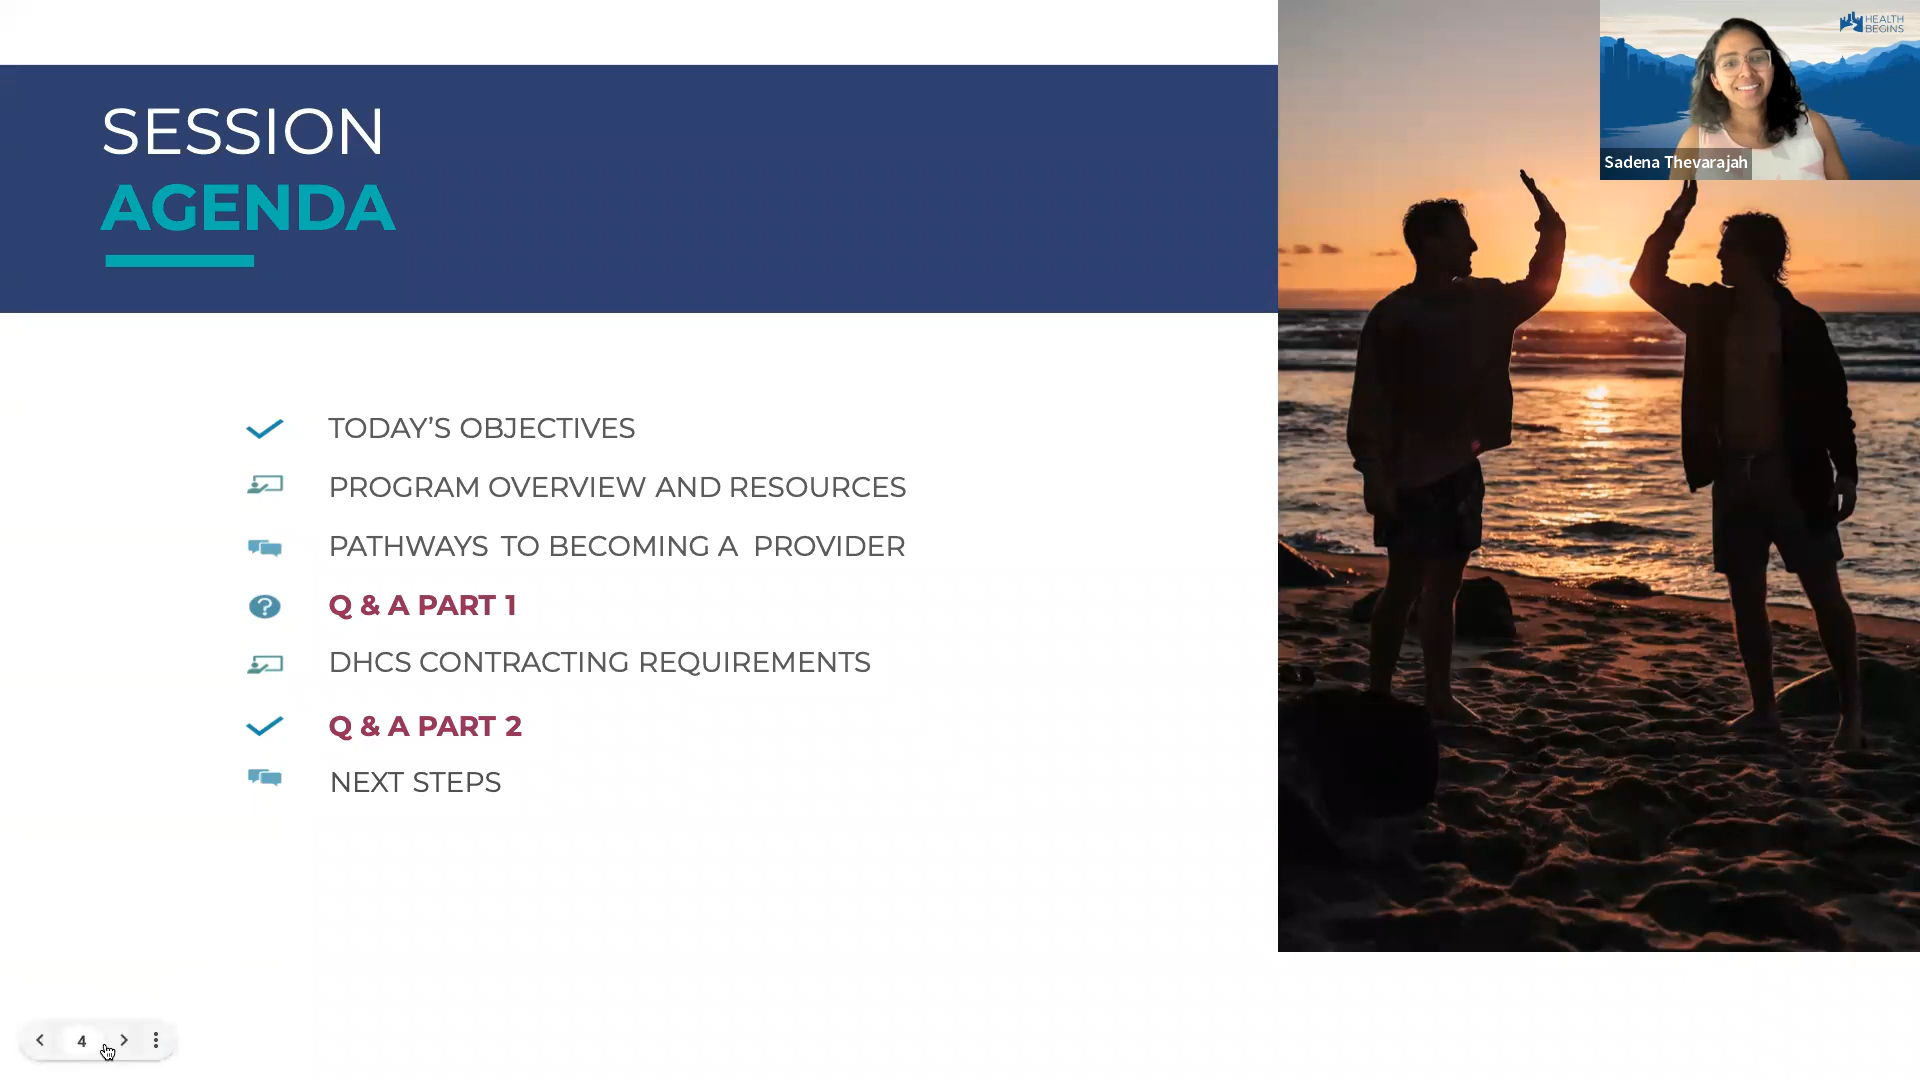 SESSION
AGENDA
TODAY’S OBJECTIVES
PROGRAM OVERVIEW AND RESOURCES
PATHWAYS TO BECOMING A PROVIDER
Q & A PART 1
DHCS CONTRACTING REQUIREMENTS
Q & A PART 2
NEXT STEPS
HEALTH
BEGINS
Sadena Thevarajah
4